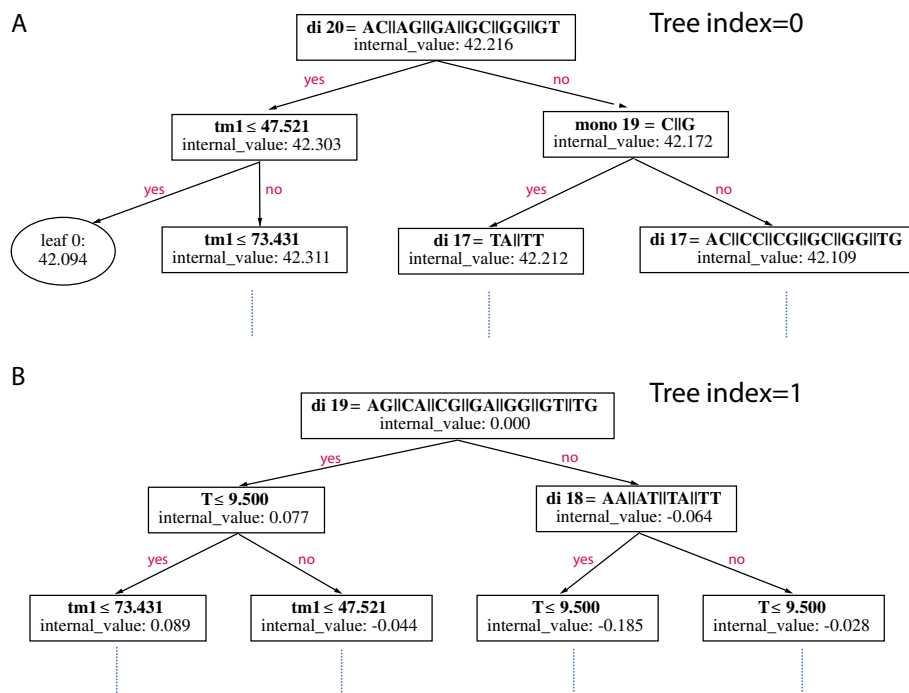 A
Tree index=0
di 20 = AC||AG||GA||GC||GG||GT
internal_value: 42.216
yes
no
tm1 ≤ 47.521
internal_value: 42.303
mono 19 = C||G
internal_value: 42.172
yes
no
yes
no
leaf 0:
42.094
tm1 ≤ 73.431
internal_value: 42.311
di 17 = TA||TT
internal_value: 42.212
di 17 = AC||CC||CG||GC||GG||TG
internal_value: 42.109
B
Tree index=1
di 19 = AG||CA||CG||GA||GG||GT||TG
internal_value: 0.000
yes
no
T ≤ 9.500
internal_value: 0.077
di 18 = AA||AT||TA||TT
internal_value: -0.064
yes
no
yes
no
tm1 ≤ 73.431
internal_value: 0.089
tm1 ≤ 47.521
internal_value: -0.044
T ≤ 9.500
internal_value: -0.185
T ≤ 9.500
internal_value: -0.028